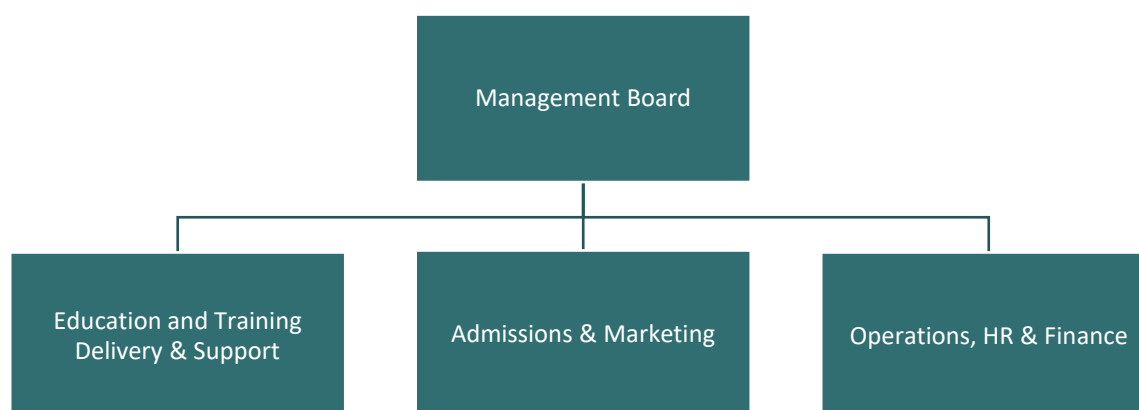 Management Board
Education and Training
Delivery & Support
Admissions & Marketing
Operations, HR & Finance